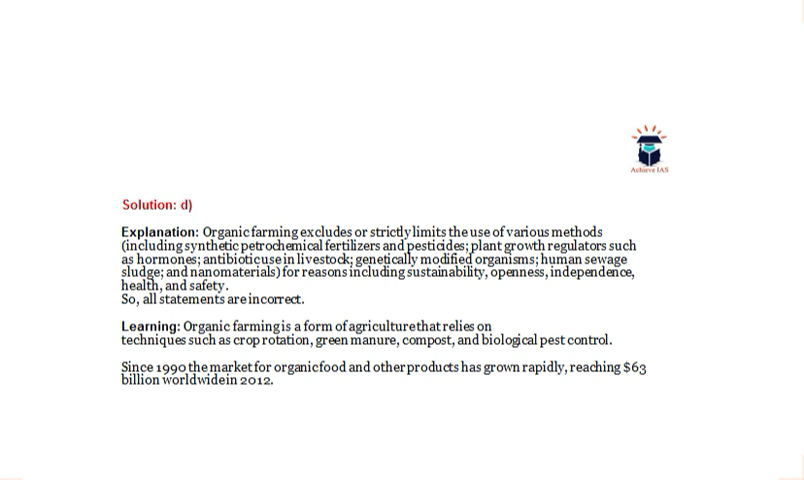 Achieve IAS
Solution: d)
Explanation: Organic farming excludes or strictly limits the use of various methods
(including synthetic petrochemical fertilizers and pesticides; plant growth regulators such
as hormones; antibiotic use in livestock; genetically modified organisms; human sewage
sludge; and nanomaterials) for reasons including sustainability, openness, independence,
health, and safety.
So, all statements are incorrect.
Learning: Organic farming is a form of agriculture that relies on
techniques such as crop rotation, green manure, compost, and biological pest control.
Since 1990 the market for organic food and other products has grown rapidly, reaching $63
billion worldwide in 2012.